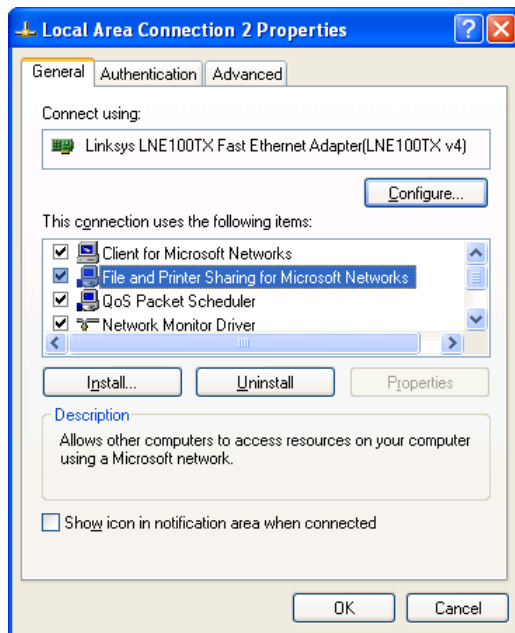 Local Area Connection 2 Properties
General Authentication Advanced
Connect using:
Linksys LNE100TX Fast Ethernet Adapter(LNE100TX v4)
Configure...
This connection uses the following items:
Client for Microsoft Networks
File and Printer Sharing for Microsoft Networks
QoS Packet Scheduler
Network Monitor Driver
Install... Uninstall Properties
Description
Allows other computers to access resources on your computer
using a Microsoft network.
Show icon in notification area when connected
OK Cancel